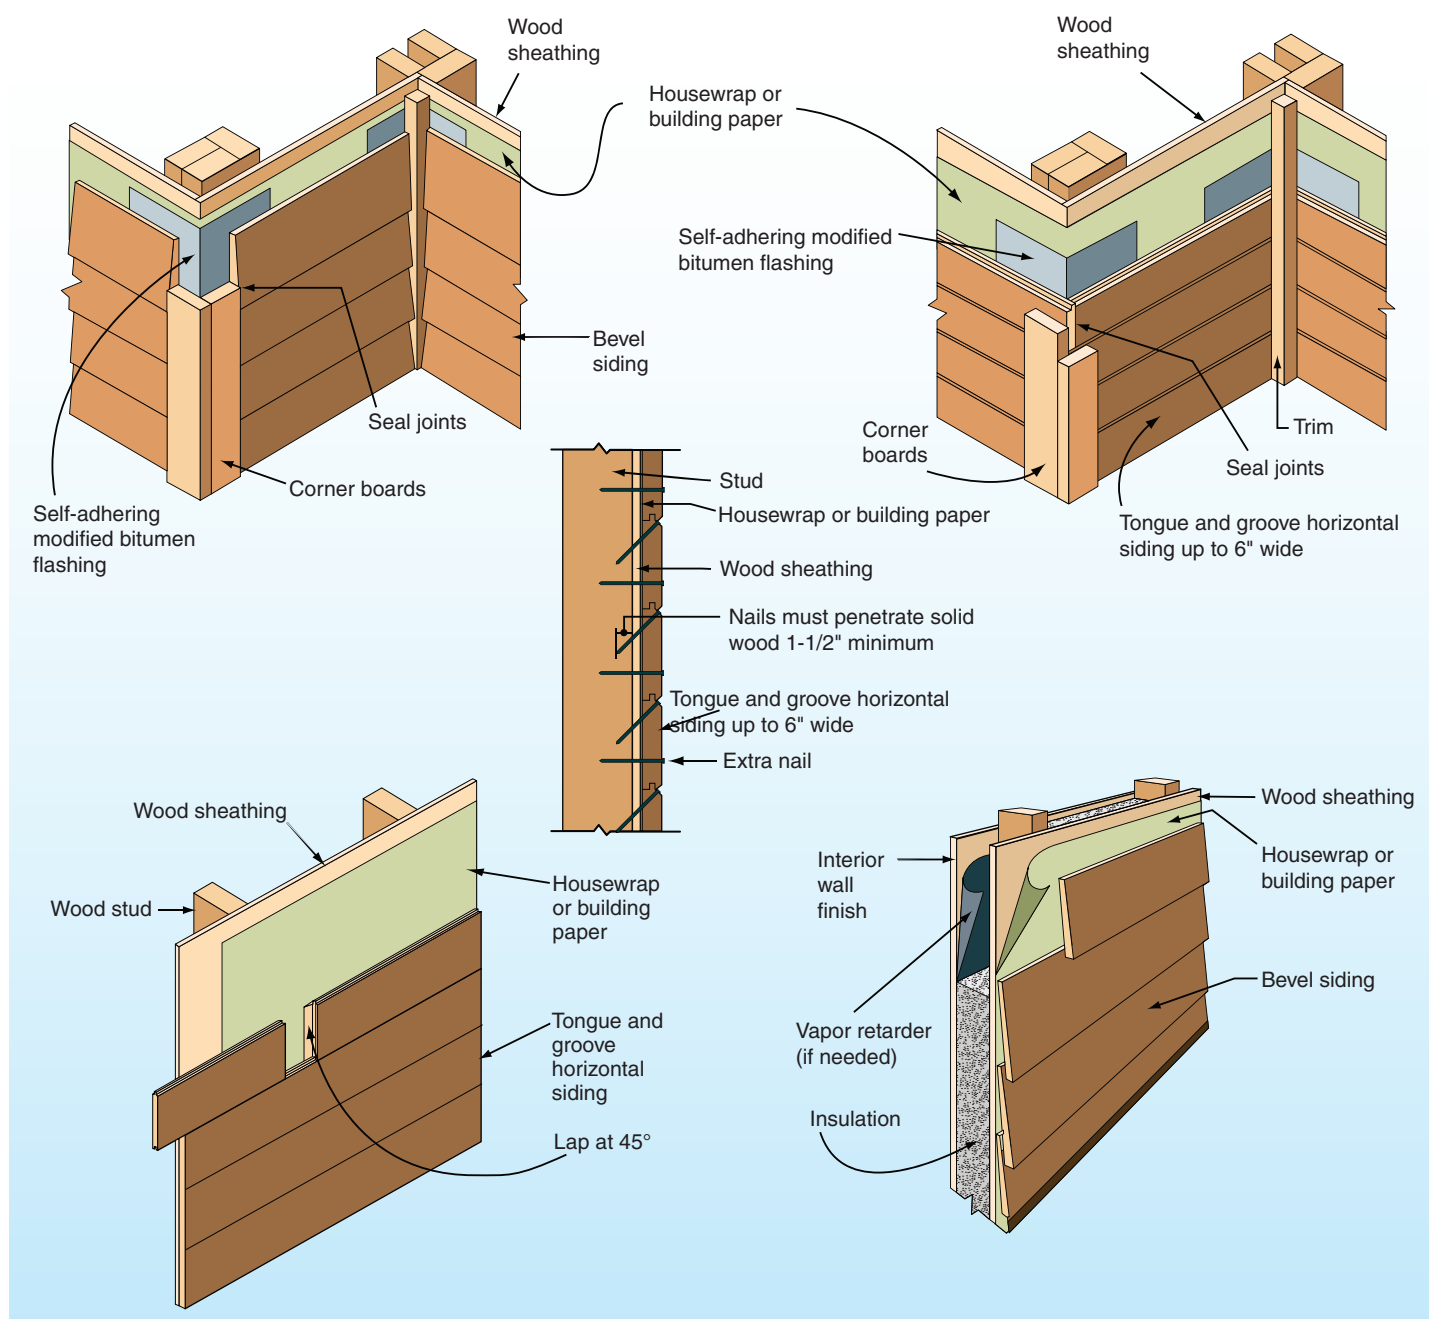 Wood
sheathing
Housewrap or
building paper
Wood
sheathing
Self-adhering modified
bitumen flashing
Bevel
siding
Seal joints
Corner boards
Self-adhering
modified bitumen
flashing
Corner
boards
Trim
Seal joints
Tongue and groove horizontal
siding up to 6" wide
Stud
Housewrap or building paper
Wood sheathing
Nails must penetrate solid
wood 1-1/2" minimum
Tongue and groove horizontal
siding up to 6" wide
Extra nail
Wood sheathing
Wood stud
Housewrap
or building
paper
Tongue and
groove
horizontal
siding
Lap at 45°
Wood sheathing
Interior
wall
finish
Housewrap or
building paper
Bevel siding
Vapor retarder
(if needed)
Insulation